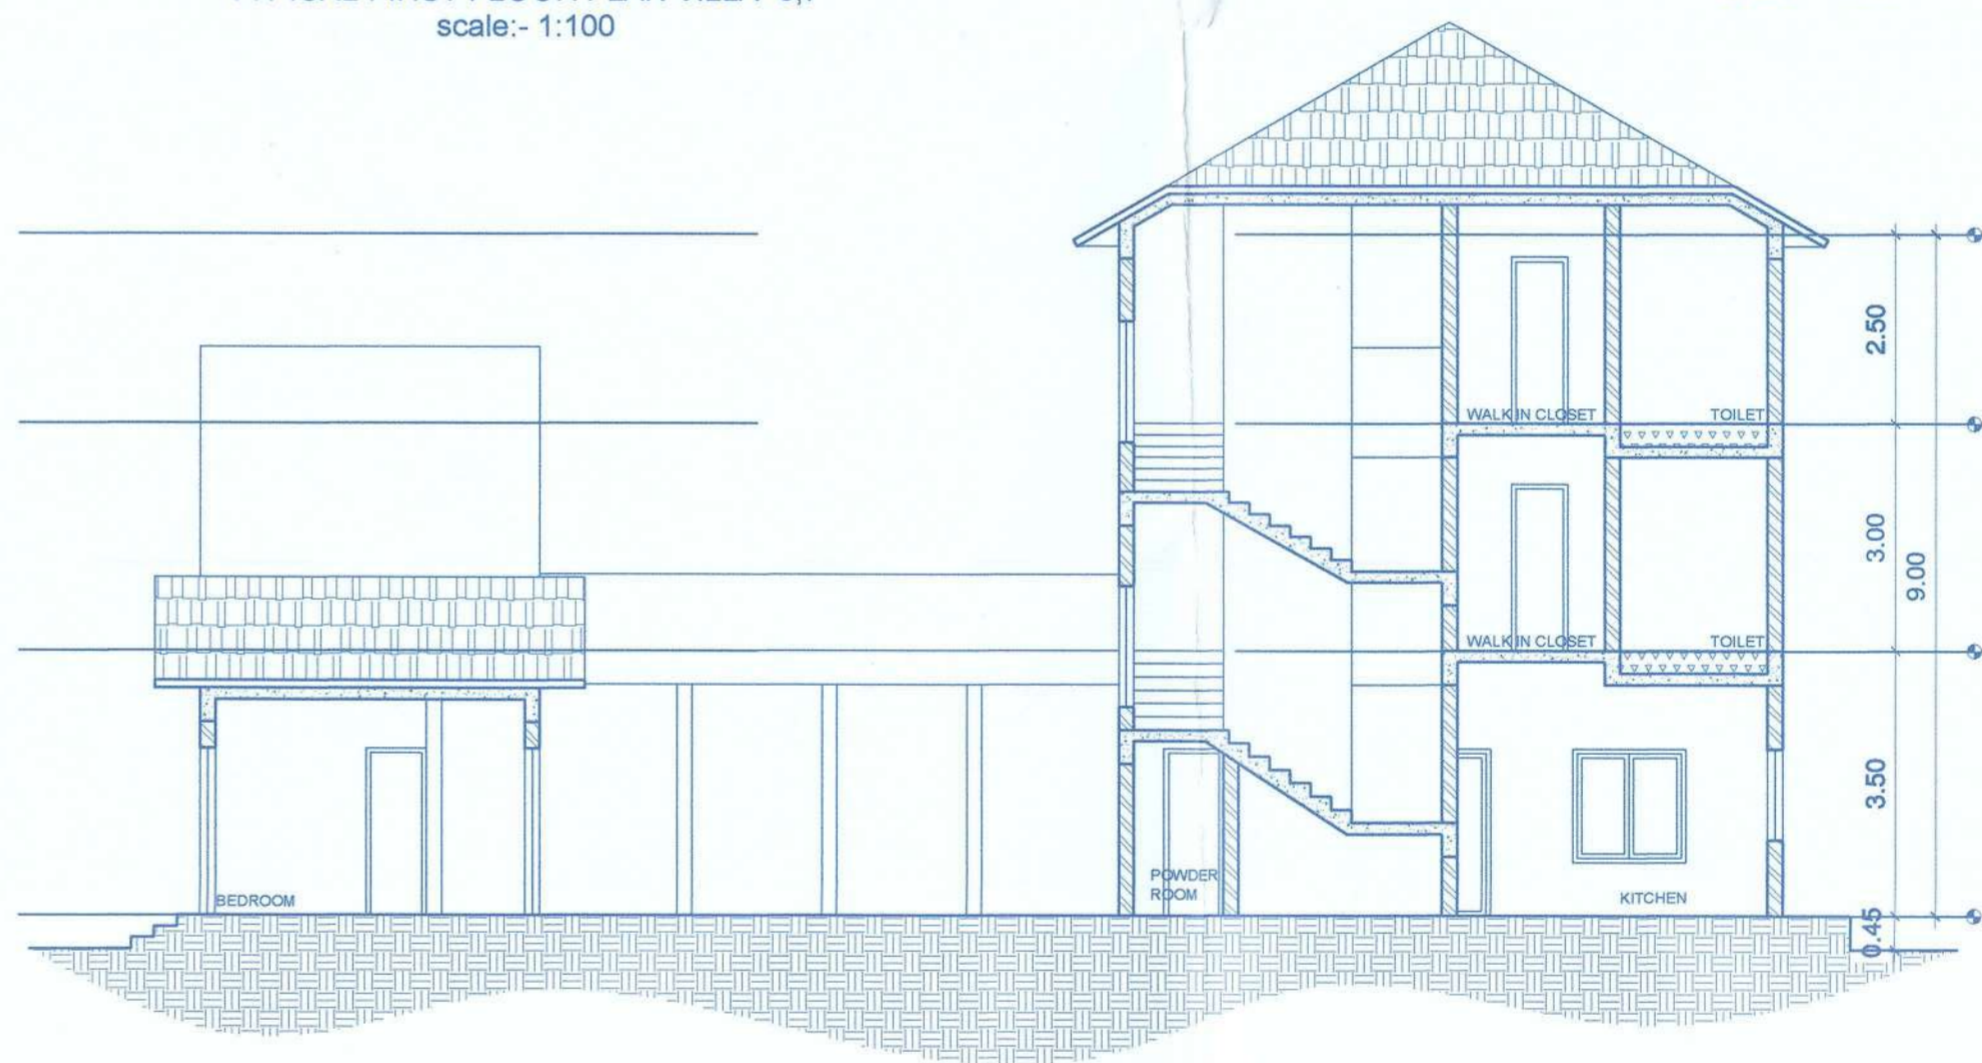 scale:- 1:100
2.50
WALK IN CLOSET
TOILET
3.00
9.00
WALK IN CLOSET
TOILET
3.50
BEDROOM
POWDER
ROOM
KITCHEN
0.45